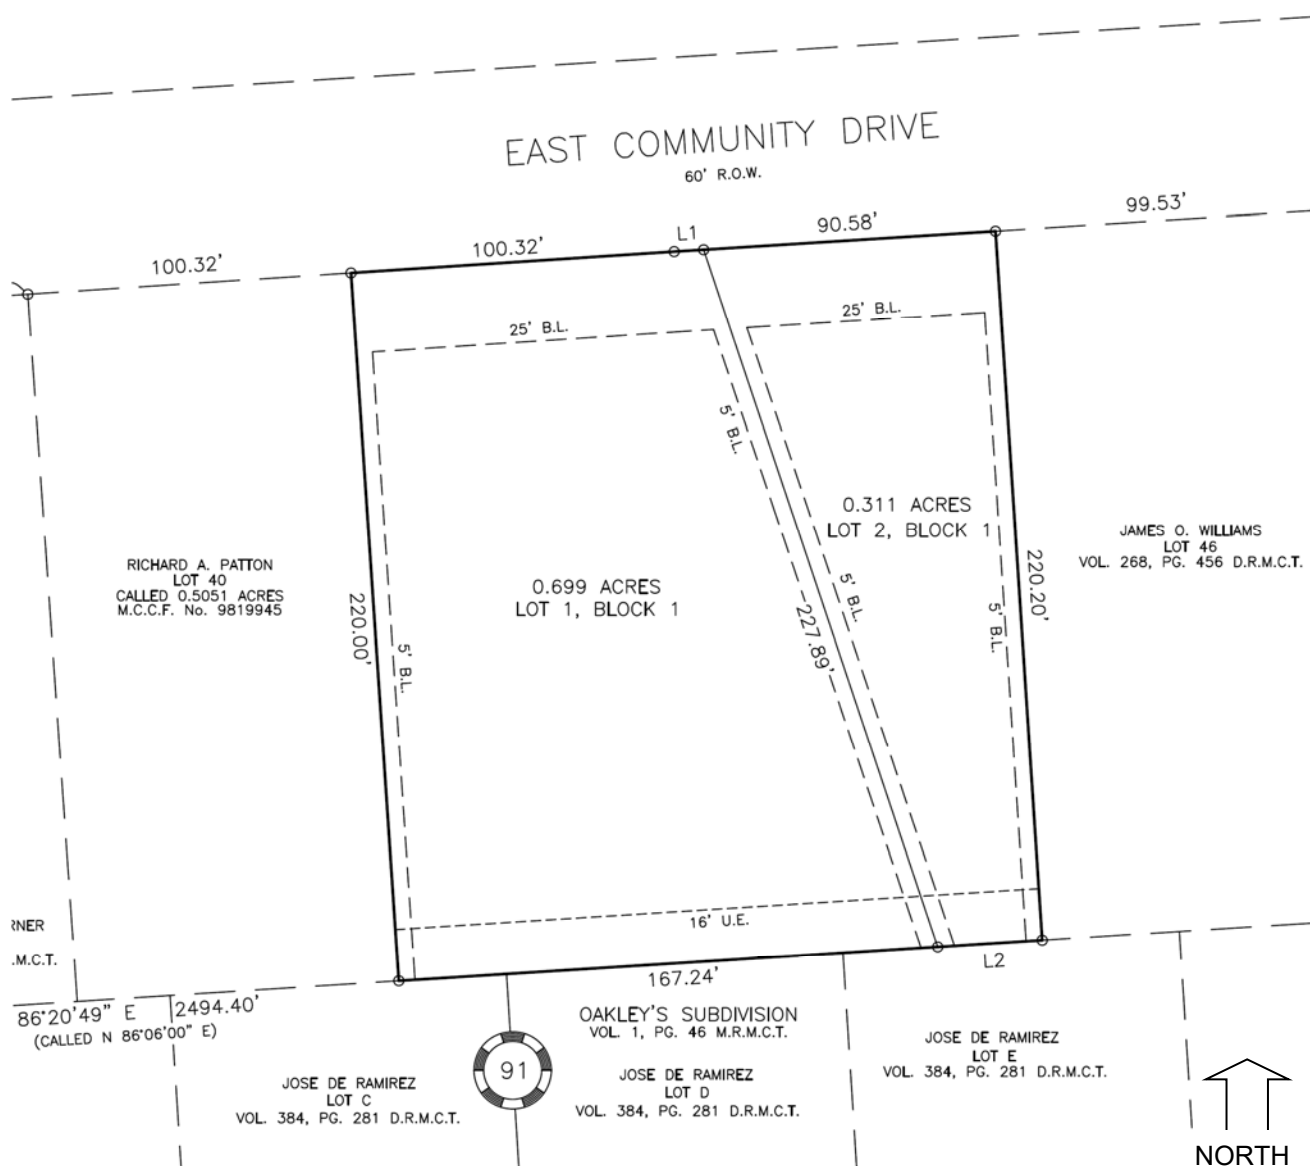 EAST COMMUNITY DRIVE
60' R.O.W.
99.53'
90.58'
L1
100.32'
100.32'
25' B.L.
25' B.L.
5' B.L.
0.311 ACRES
LOT 2, BLOCK 1
JAMES O. WILLIAMS
LOT 46
VOL. 268, PG. 456 D.R.M.C.T.
RICHARD A. PATTON
LOT 40
CALLED 0.5051 ACRES
M.C.C.F. No. 9819945
0.699 ACRES
LOT 1, BLOCK 1
220.00'
5' B.L.
227.89'
5' B.L.
5' B.L.
220.20'
16' U.E.
RNER
.M.C.T.
L2
167.24'
86°20'49" E 2494.40'
(CALLED N 86°06'00" E)
OAKLEY'S SUBDIVISION
VOL. 1, PG. 46 M.R.M.C.T.
91
JOSE DE RAMIREZ
LOT C
VOL. 384, PG. 281 D.R.M.C.T.
JOSE DE RAMIREZ
LOT D
VOL. 384, PG. 281 D.R.M.C.T.
JOSE DE RAMIREZ
LOT E
VOL. 384, PG. 281 D.R.M.C.T.
NORTH